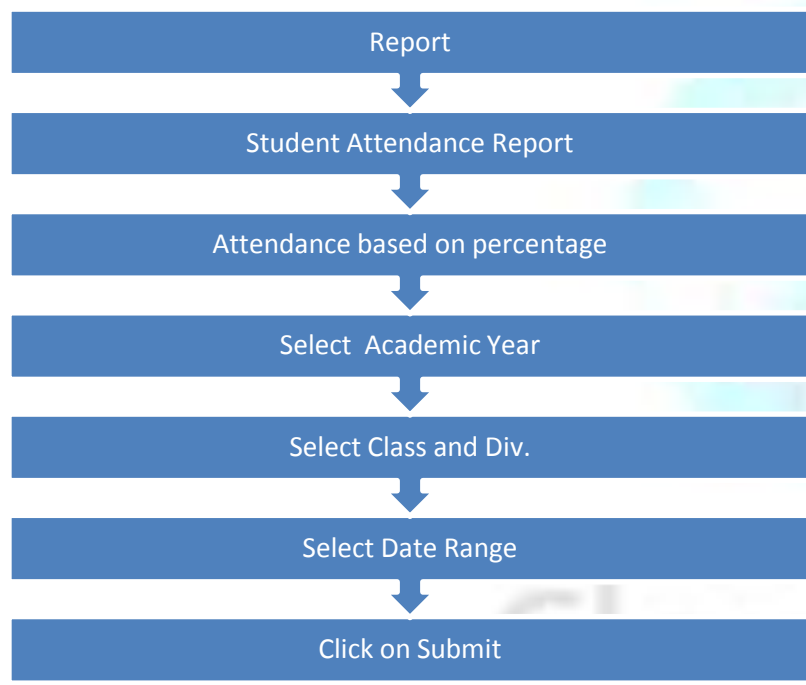 Report
Student Attendance Report
Attendance based on percentage
Select  Academic Year
Select Class and Div.
Select Date Range
Click on Submit